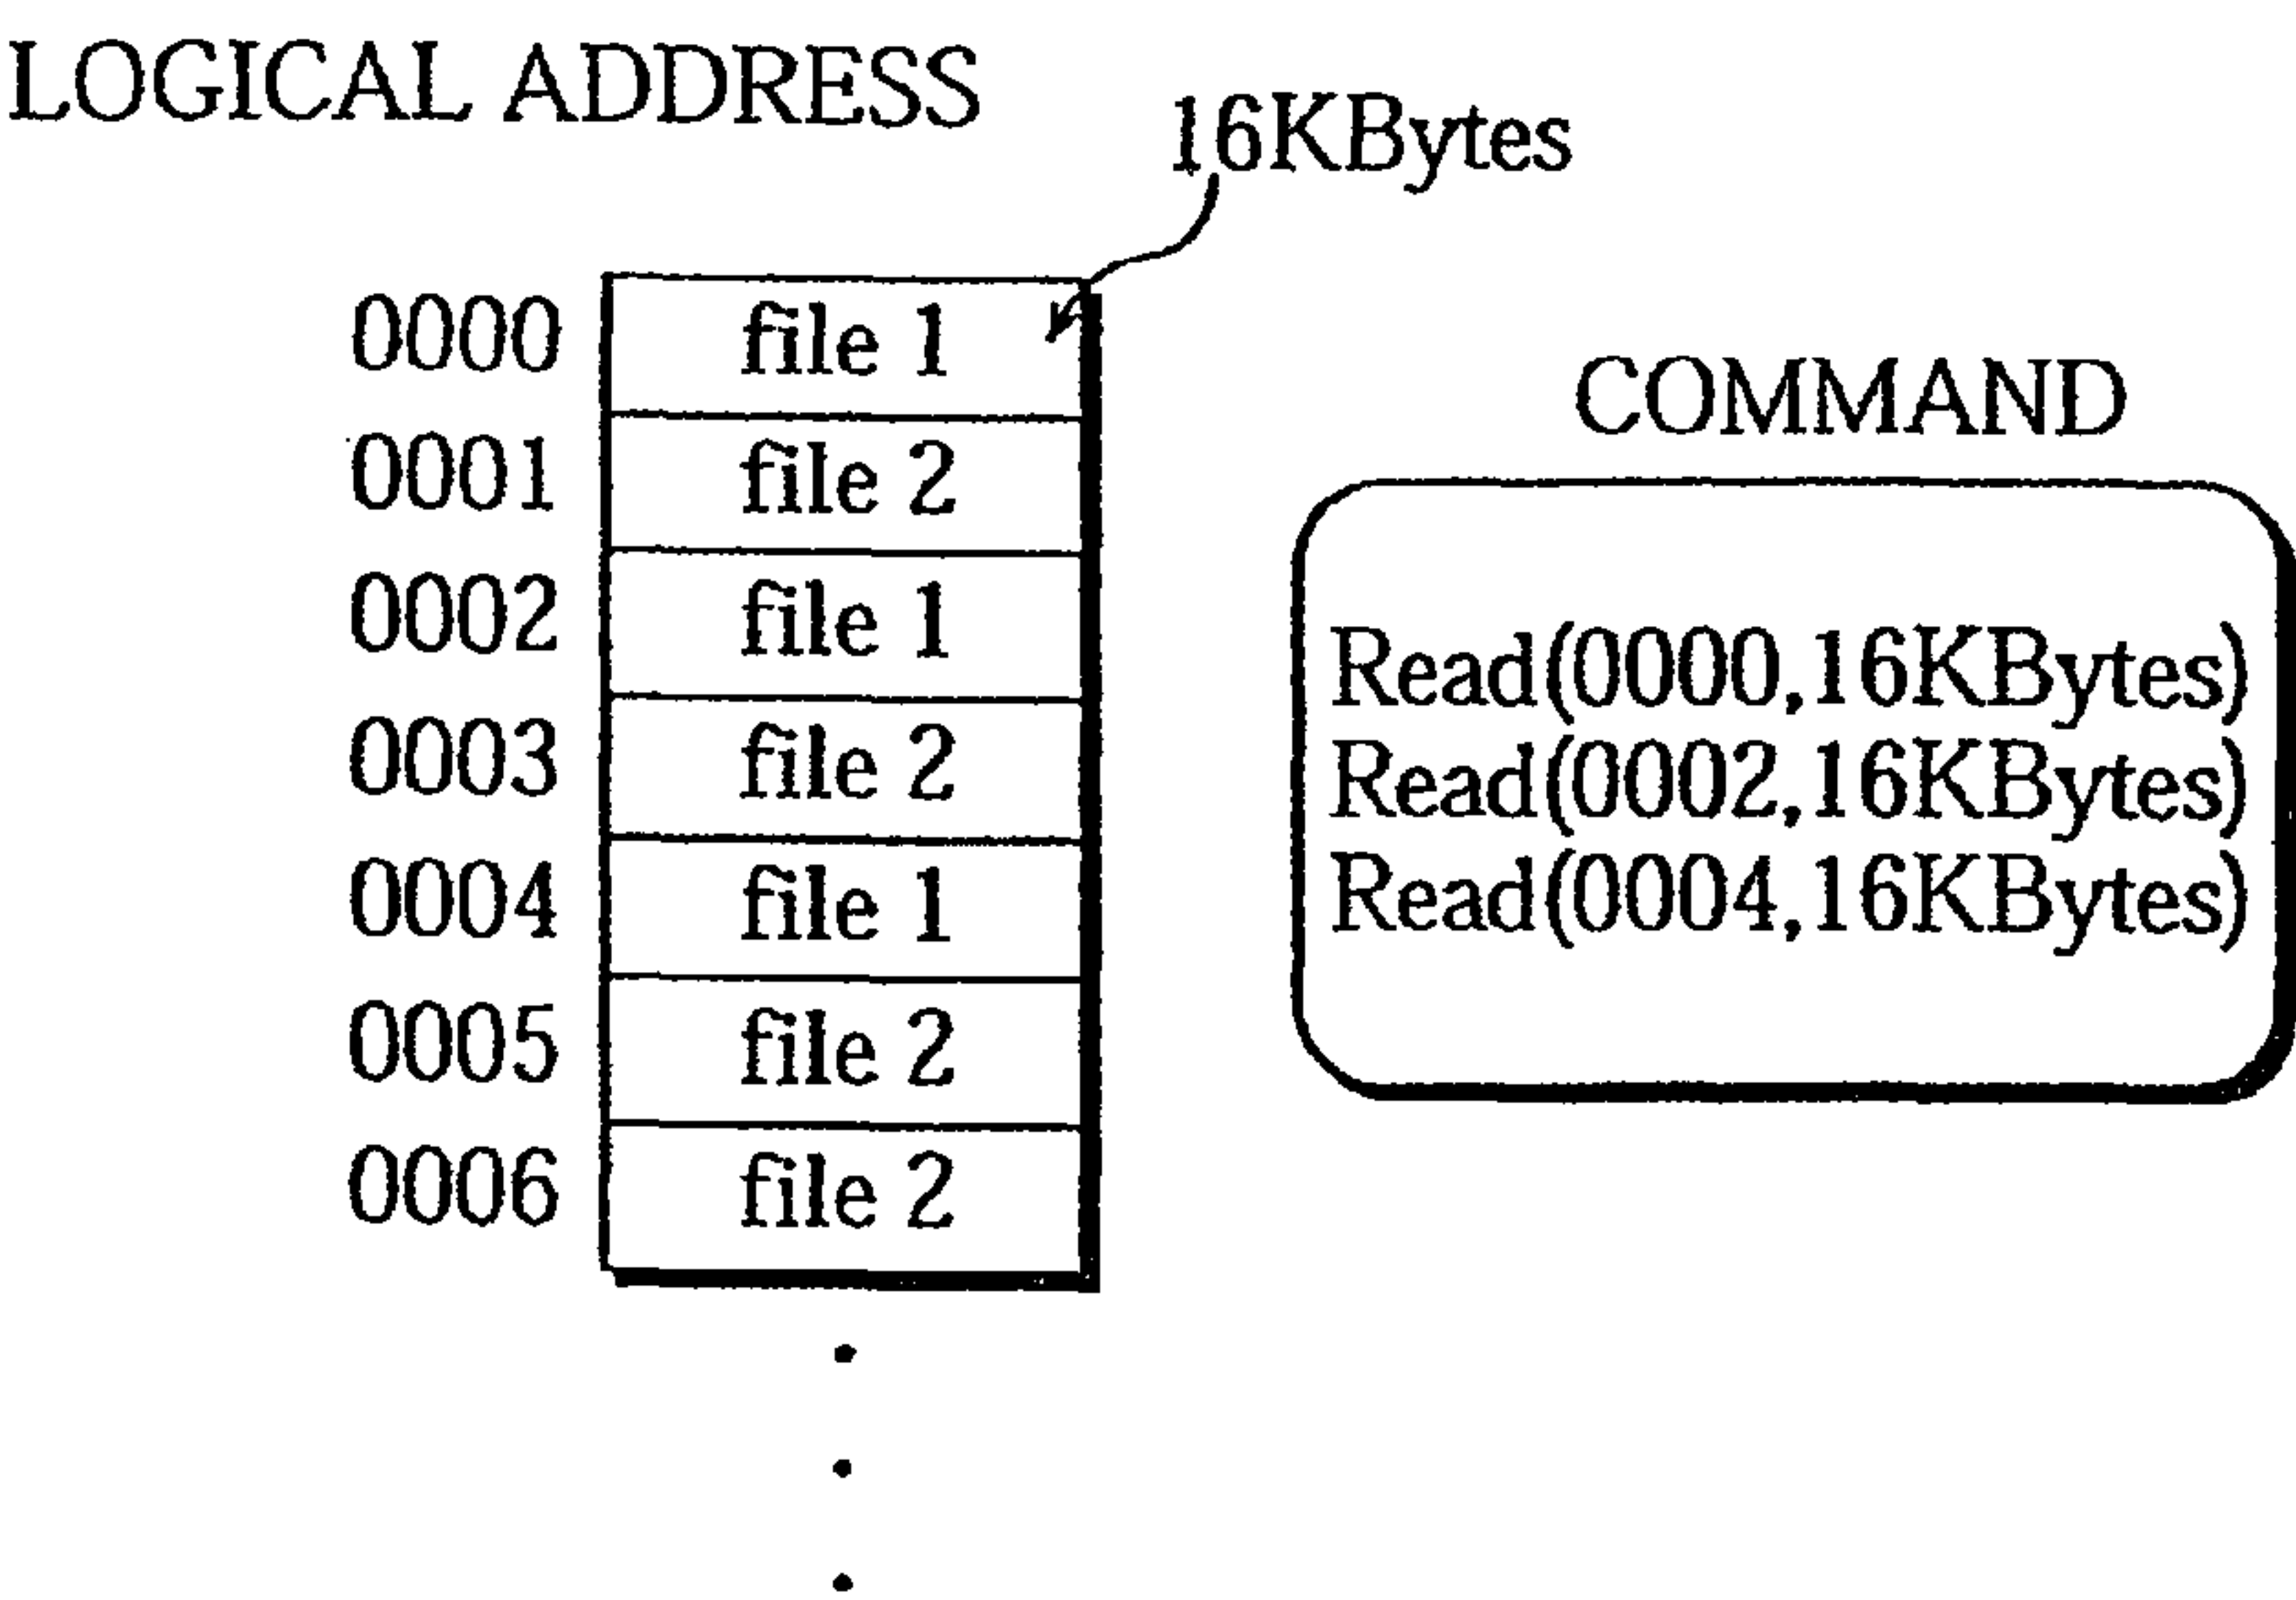 LOGICAL ADDRESS
16KBytes
0000 file 1
0001 file 2
0002 file 1
0003 file 2
0004 file 1
0005 file 2
0006 file 2
COMMAND
Read(0000,16KBytes)
Read(0002,16KBytes)
Read(0004,16KBytes)